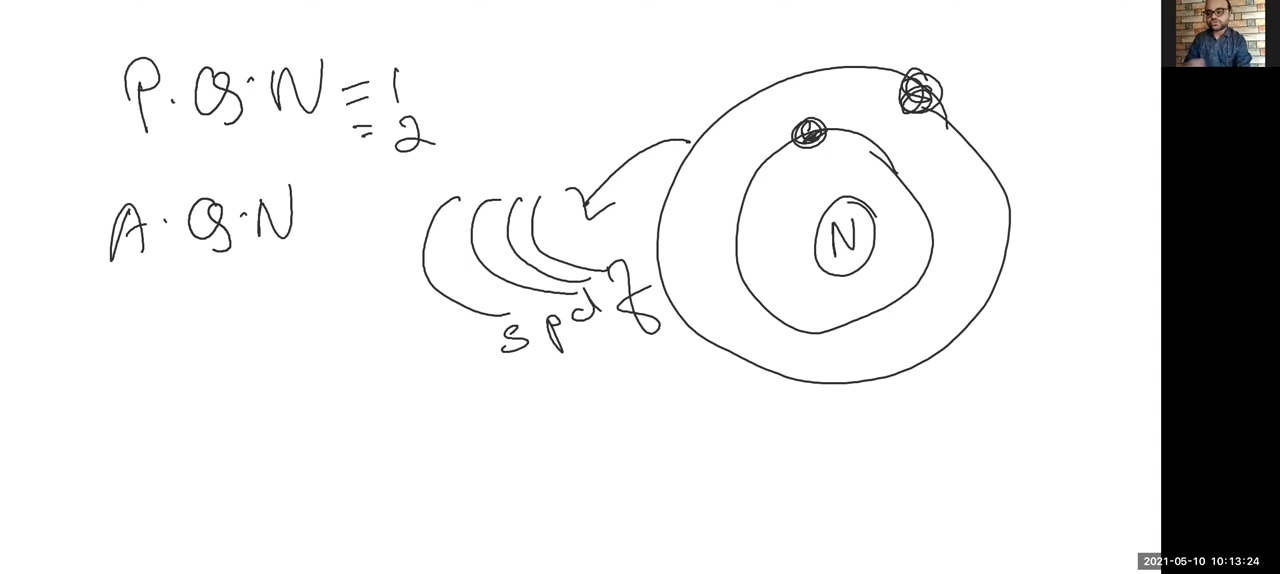 P. Q. N = 1
= 2
A. Q. N
s p d f
N
2021-05-10 10:13:24